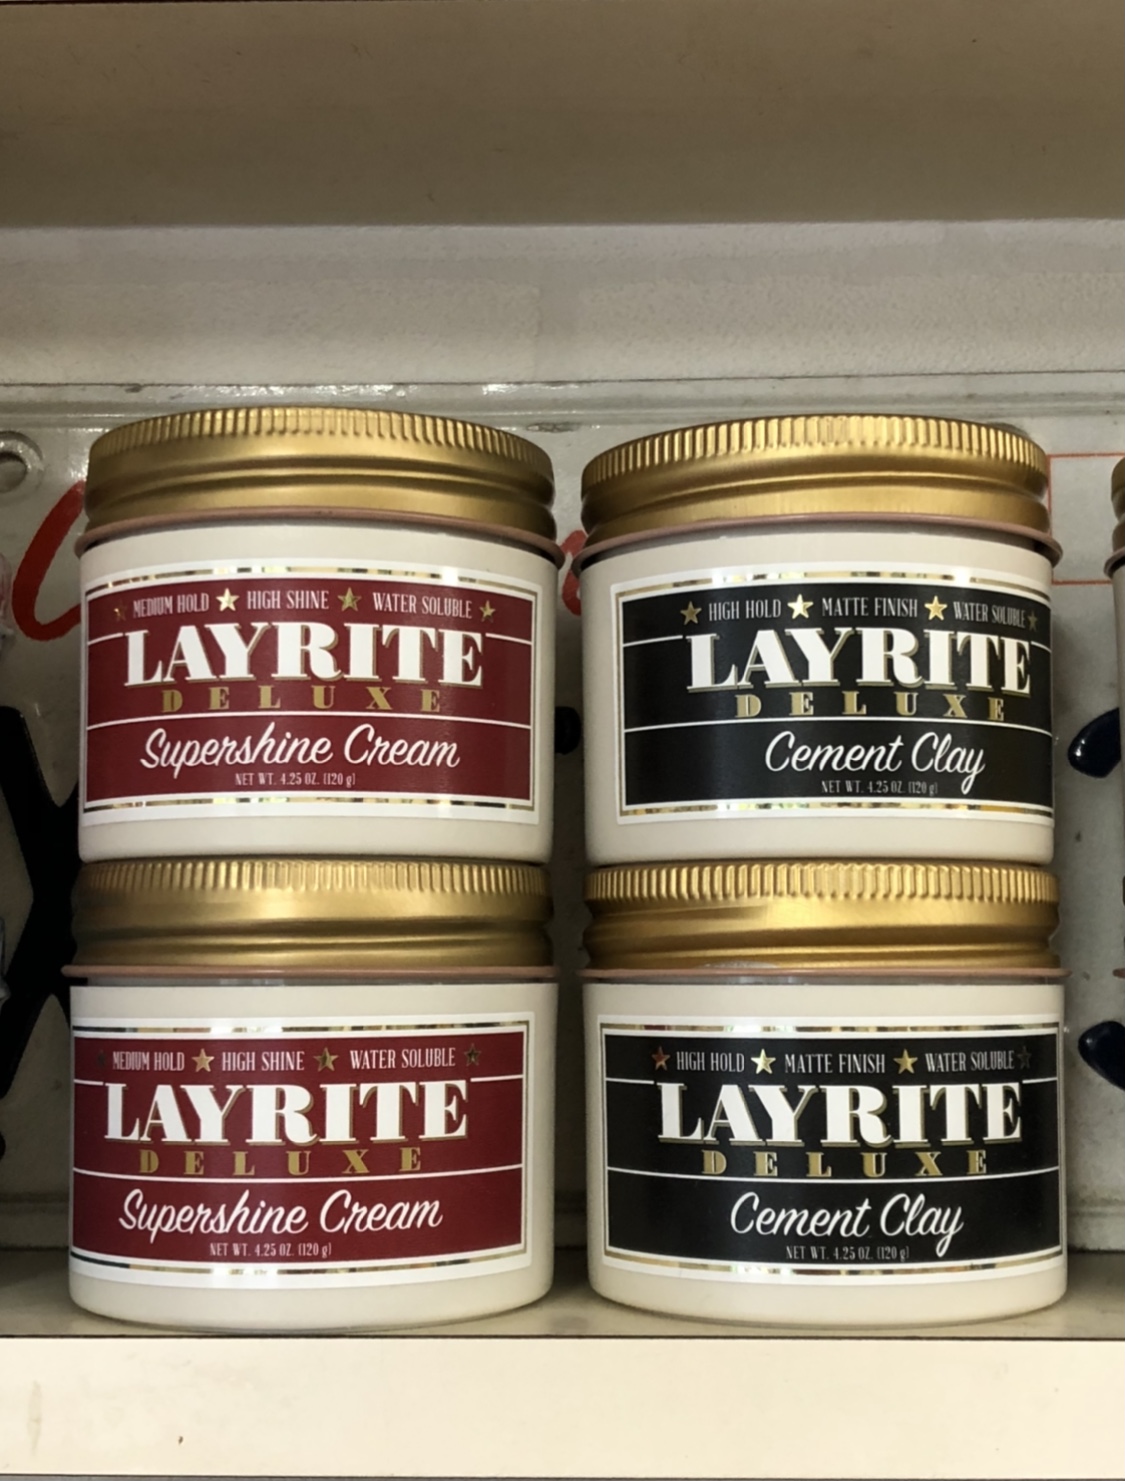 MEDIUM HOLD ★ HIGH SHINE ★ WATER SOLUBLE
LAYRITE
DELUXE
Supershine Cream
NET WT. 4.25 OZ. (120 g)
HIGH HOLD ★ MATTE FINISH ★ WATER SOLUBLE
LAYRITE
DELUXE
Cement Clay
NET WT. 4.25 OZ. (120 g)
MEDIUM HOLD ★ HIGH SHINE ★ WATER SOLUBLE
LAYRITE
DELUXE
Supershine Cream
NET WT. 4.25 OZ. (120 g)
HIGH HOLD ★ MATTE FINISH ★ WATER SOLUBLE
LAYRITE
DELUXE
Cement Clay
NET WT. 4.25 OZ. (120 g)